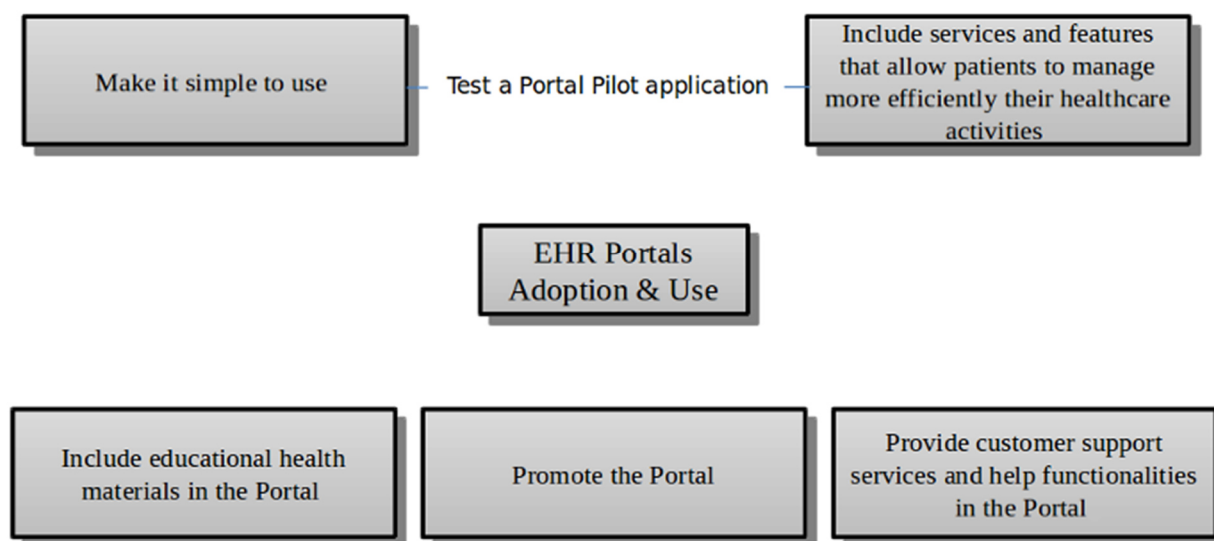 Make it simple to use
Test a Portal Pilot application
Include services and features
that allow patients to manage
more efficiently their healthcare
activities
EHR Portals
Adoption & Use
Include educational health
materials in the Portal
Promote the Portal
Provide customer support
services and help functionalities
in the Portal